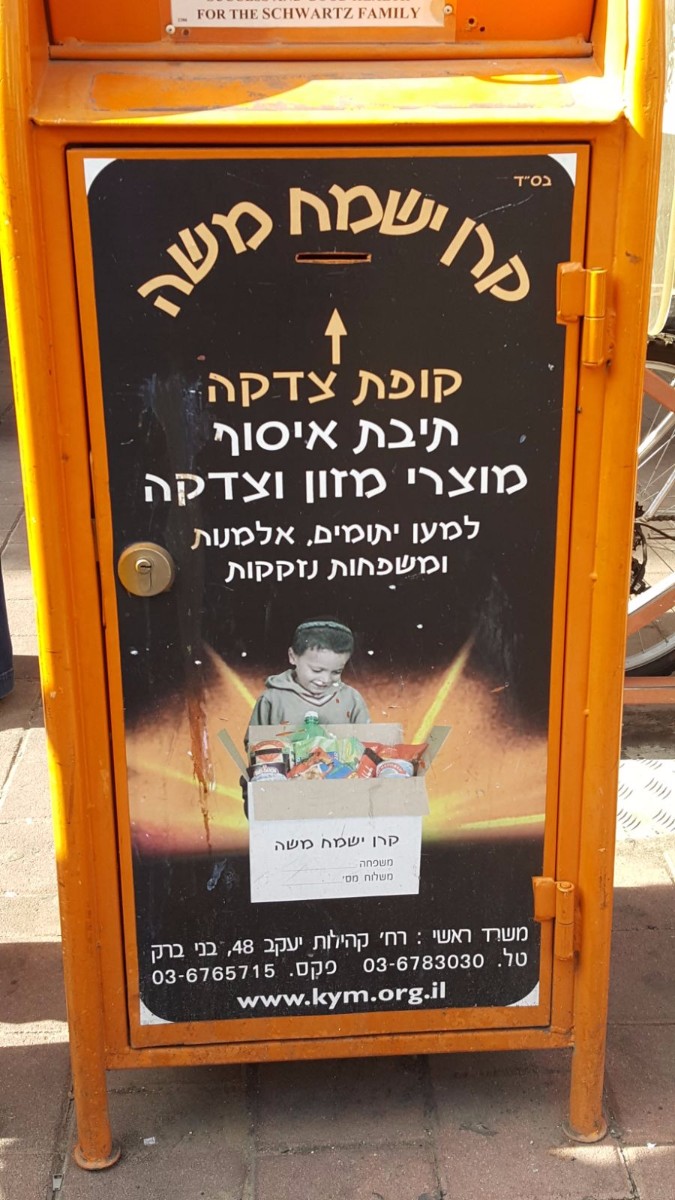 FOR THE SCHWARTZ FAMILY
בס״ד
קרן ישמח משה
קופת צדקה
תיבת איסוף
מוצרי מזון וצדקה
למען יתומים, אלמנות
ומשפחות נזקקות
קרן ישמח משה
משפחה
משלוח מס׳
משרד ראשי : רח׳ קהילות יעקב 48, בני ברק
טל. 03-6783030 פקס. 03-6765715
www.kym.org.il